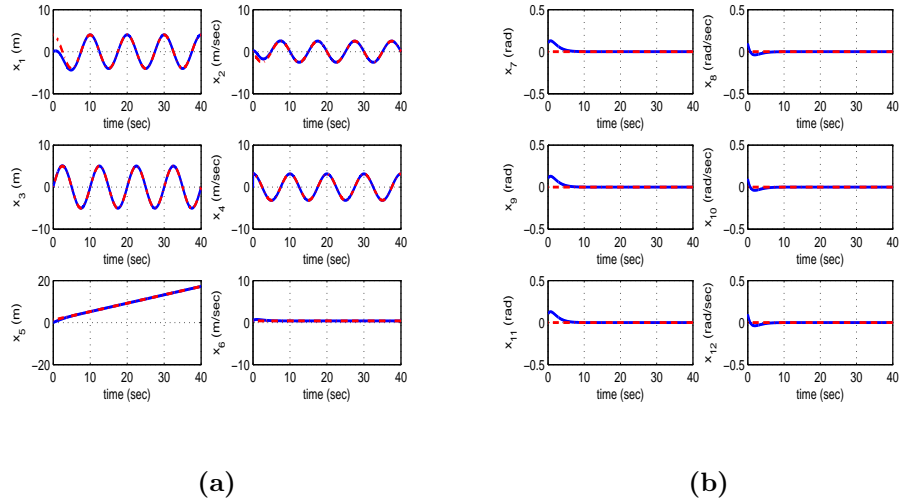 10
0
−10
0 10 20 30 40
time (sec)
x1 (m)
10
0
−10
0 10 20 30 40
time (sec)
x2 (m/sec)
10
0
−10
0 10 20 30 40
time (sec)
x3 (m)
10
0
−10
0 10 20 30 40
time (sec)
x4 (m/sec)
20
0
−20
0 10 20 30 40
time (sec)
x5 (m)
10
0
−10
0 10 20 30 40
time (sec)
x6 (m/sec)
(a)
0.5
0
−0.5
0 10 20 30 40
time (sec)
x7 (rad)
0.5
0
−0.5
0 10 20 30 40
time (sec)
x8 (rad/sec)
0.5
0
−0.5
0 10 20 30 40
time (sec)
x9 (rad)
0.5
0
−0.5
0 10 20 30 40
time (sec)
x10 (rad/sec)
0.5
0
−0.5
0 10 20 30 40
time (sec)
x1 (rad)
0.5
0
−0.5
0 10 20 30 40
time (sec)
x12 (rad/sec)
(b)